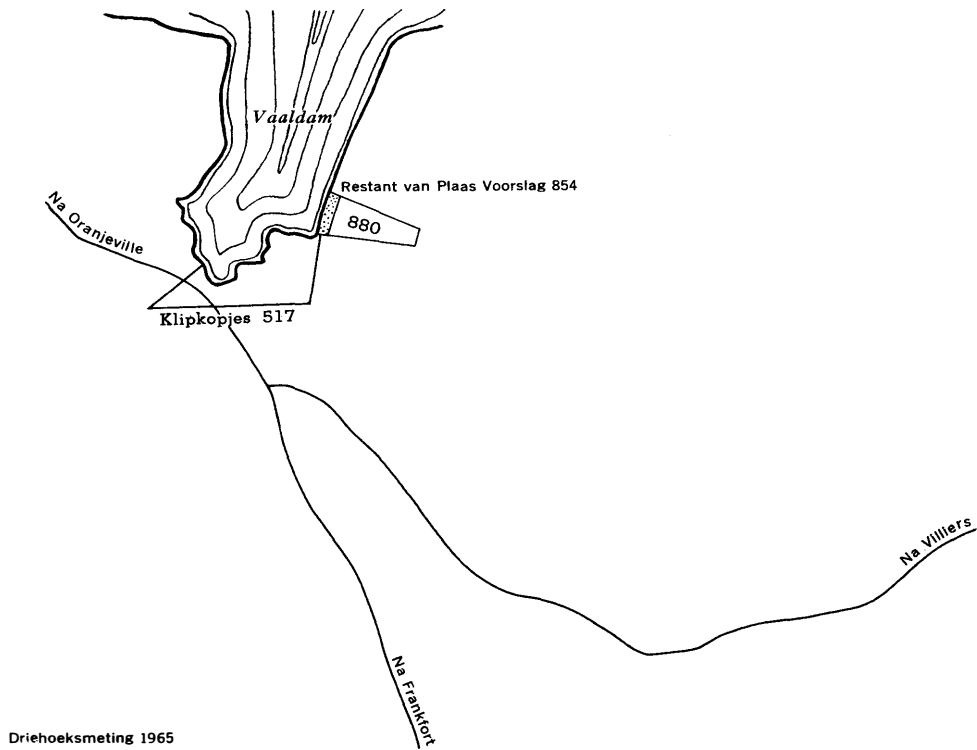 Vaaldam
Restant van Plaas Voorslag 854
880
Na Oranjeville
Klipkopjes 517
Na Villiers
Na Frankfort
Driehoeksmeting 1965